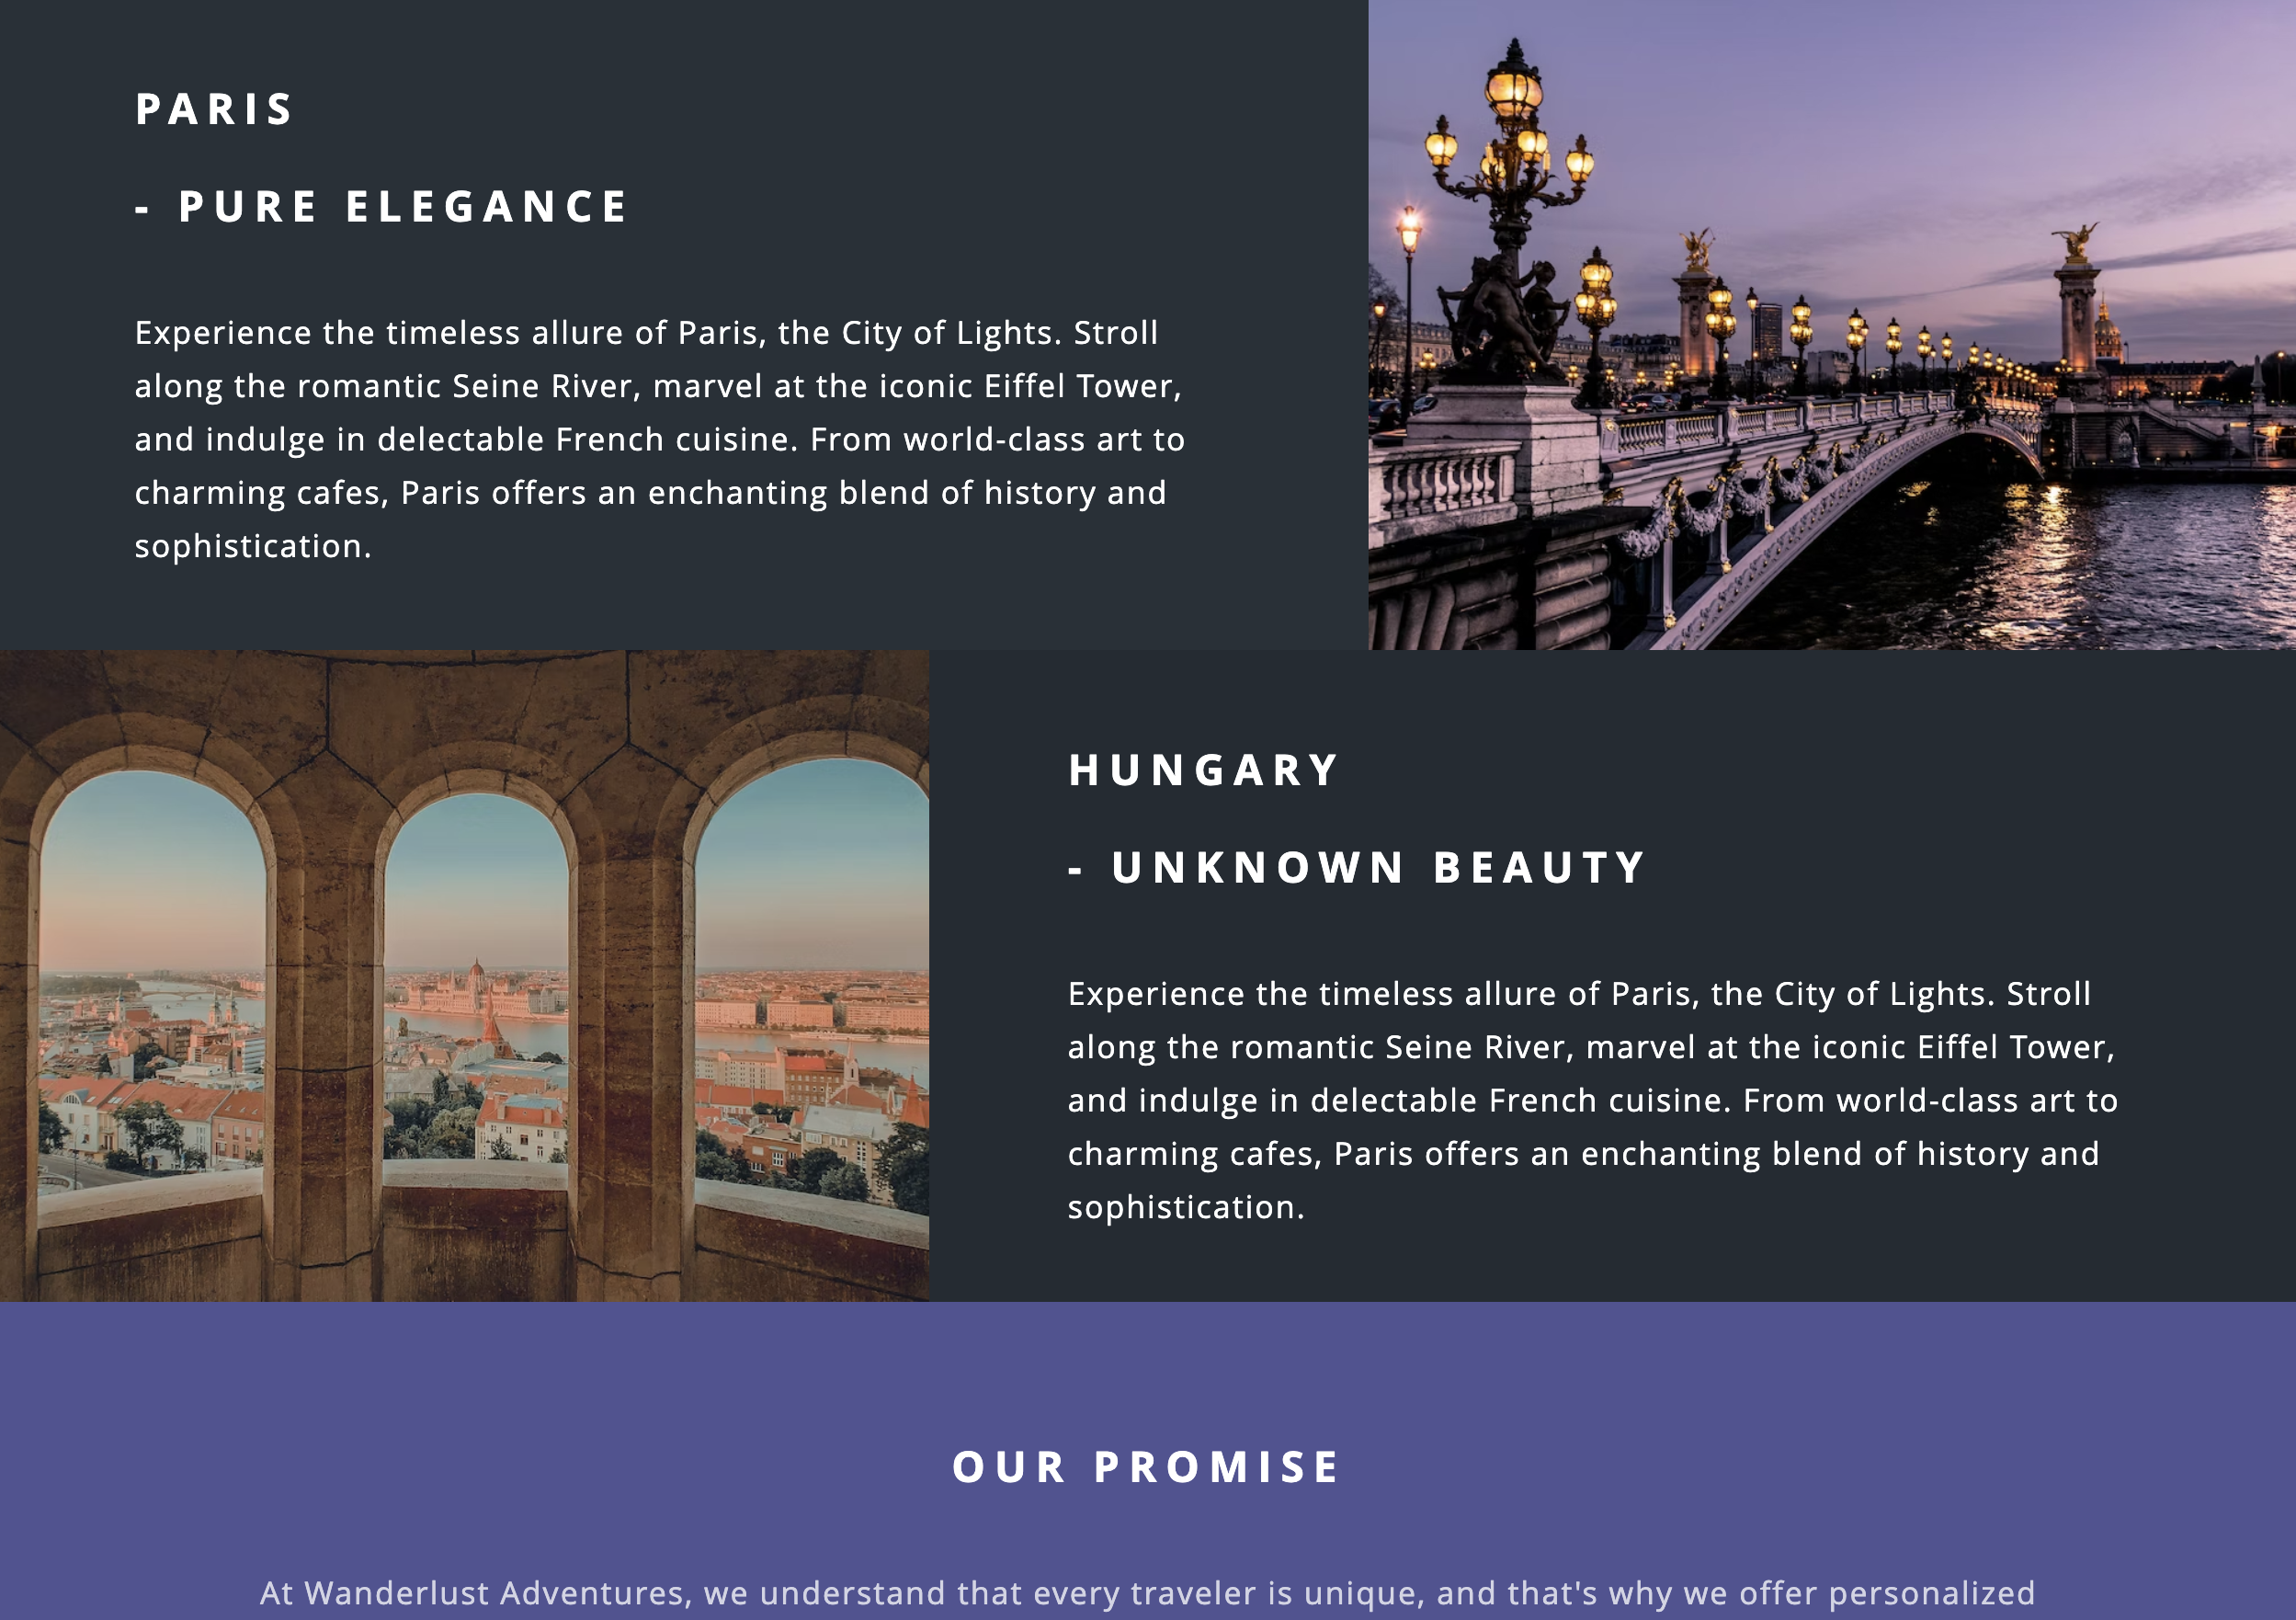 PARIS
- PURE ELEGANCE
Experience the timeless allure of Paris, the City of Lights. Stroll
along the romantic Seine River, marvel at the iconic Eiffel Tower,
and indulge in delectable French cuisine. From world-class art to
charming cafes, Paris offers an enchanting blend of history and
sophistication.
HUNGARY
- UNKNOWN BEAUTY
Experience the timeless allure of Paris, the City of Lights. Stroll
along the romantic Seine River, marvel at the iconic Eiffel Tower,
and indulge in delectable French cuisine. From world-class art to
charming cafes, Paris offers an enchanting blend of history and
sophistication.
OUR PROMISE
At Wanderlust Adventures, we understand that every traveler is unique, and that's why we offer personalized